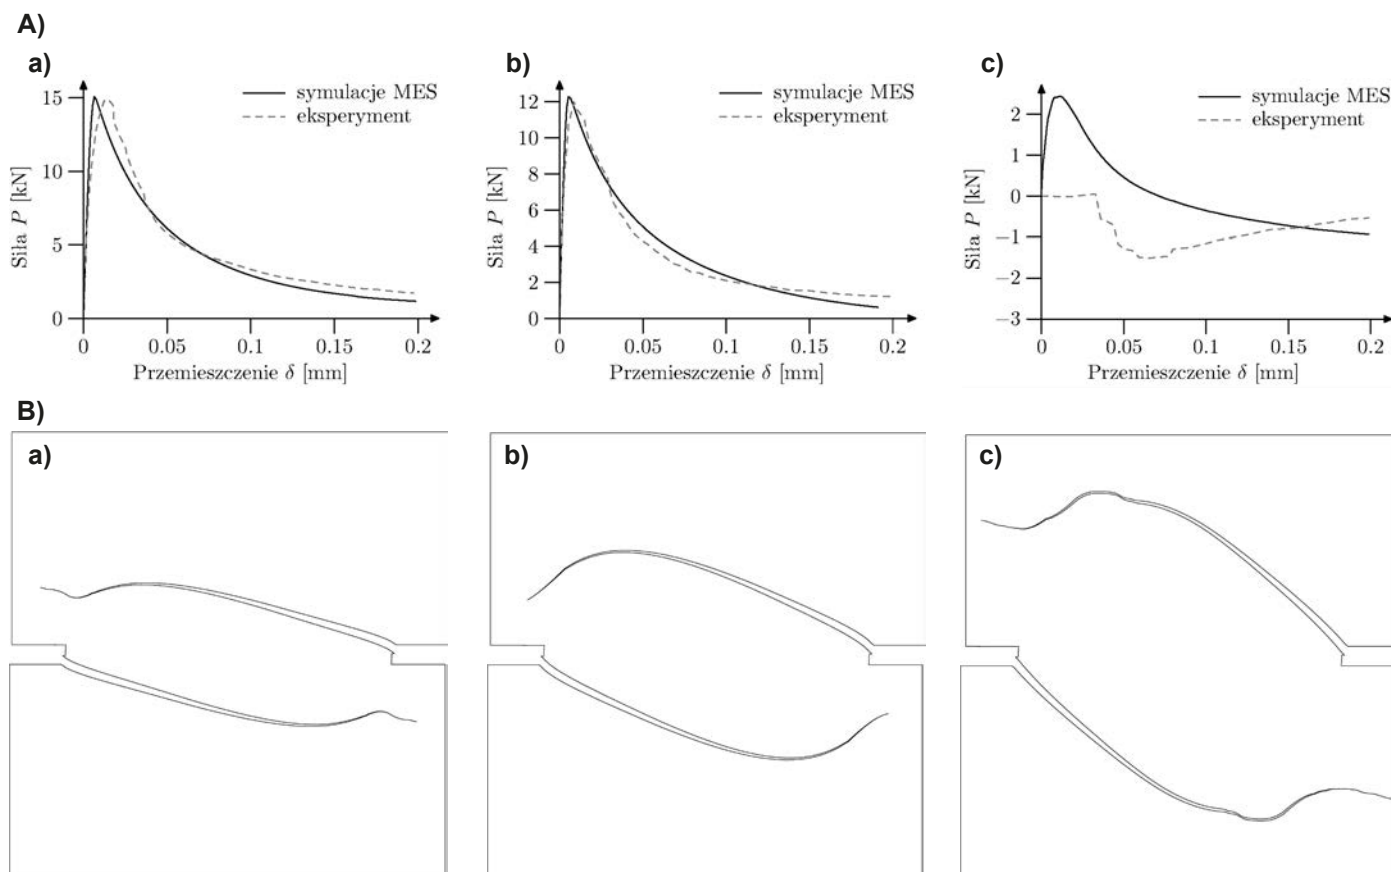 A)
a)
b)
c)
symulacje MES
eksperyment
15
10
5
0
Siła P [kN]
0
0.05
0.1
0.15
0.2
Przemieszczenie δ [mm]
symulacje MES
eksperyment
12
10
8
6
4
2
0
Siła P [kN]
0
0.05
0.1
0.15
0.2
Przemieszczenie δ [mm]
symulacje MES
eksperyment
2
1
0
−1
−2
−3
Siła P [kN]
0
0.05
0.1
0.15
0.2
Przemieszczenie δ [mm]
B)
a)
b)
c)